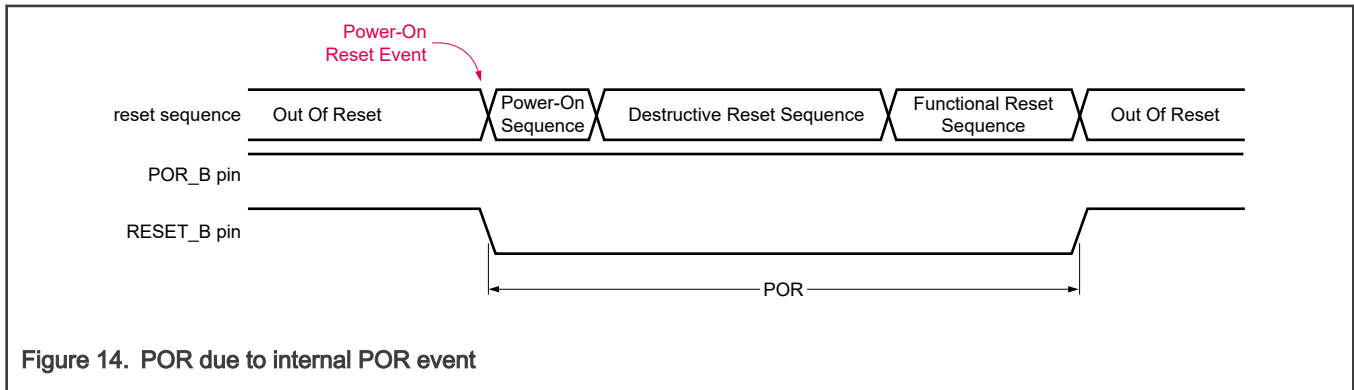 Power-On
Reset Event
reset sequence
Out Of Reset
Power-On
Sequence
Destructive Reset Sequence
Functional Reset
Sequence
Out Of Reset
POR_B pin
RESET_B pin
POR
Figure 14. POR due to internal POR event